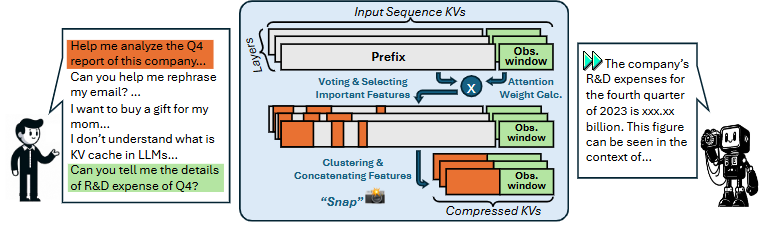 Help me analyze the Q4
report of this company...
Can you help me rephrase
my email? ...
I want to buy a gift for my
mom...
I don't understand what is
KV cache in LLMs...
Can you tell me the details
of R&D expense of Q4?
Input Sequence KVs
Layers
Prefix
Obs.
window
Voting & Selecting
Important Features
X
Attention
Weight Calc.
Obs.
window
Clustering &
Concatenating Features
"Snap"
Obs.
window
Compressed KVs
The company's
R&D expenses for
the fourth quarter
of 2023 is xxx.xx
billion. This figure
can be seen in the
context of...